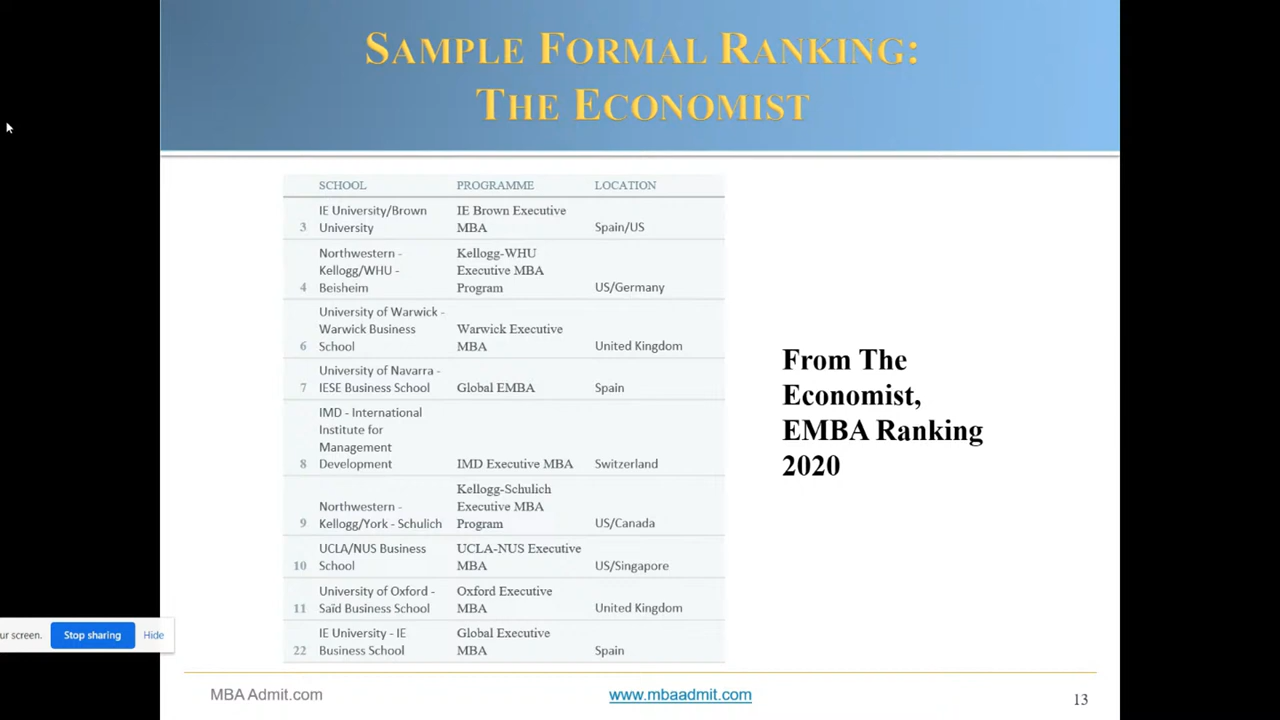 SAMPLE FORMAL RANKING:
THE ECONOMIST
SCHOOL PROGRAMME LOCATION
IE University/Brown IE Brown Executive
3 University MBA Spain/US
Northwestern - Kellogg-WHU
Kellogg/WHU - Executive MBA
4 Beisheim Program US/Germany
University of Warwick -
Warwick Business Warwick Executive
6 School MBA United Kingdom
University of Navarra -
7 IESE Business School Global EMBA Spain
IMD - International
Institute for
Management
8 Development IMD Executive MBA Switzerland
Kellogg-Schulich
Northwestern - Executive MBA
9 Kellogg/York - Schulich Program US/Canada
UCLA/NUS Business UCLA-NUS Executive
10 School MBA US/Singapore
University of Oxford - Oxford Executive
11 Saïd Business School MBA United Kingdom
IE University - IE Global Executive
22 Business School MBA Spain
From The
Economist,
EMBA Ranking
2020
ur screen. Stop sharing Hide
MBA Admit.com www.mbaadmit.com 13